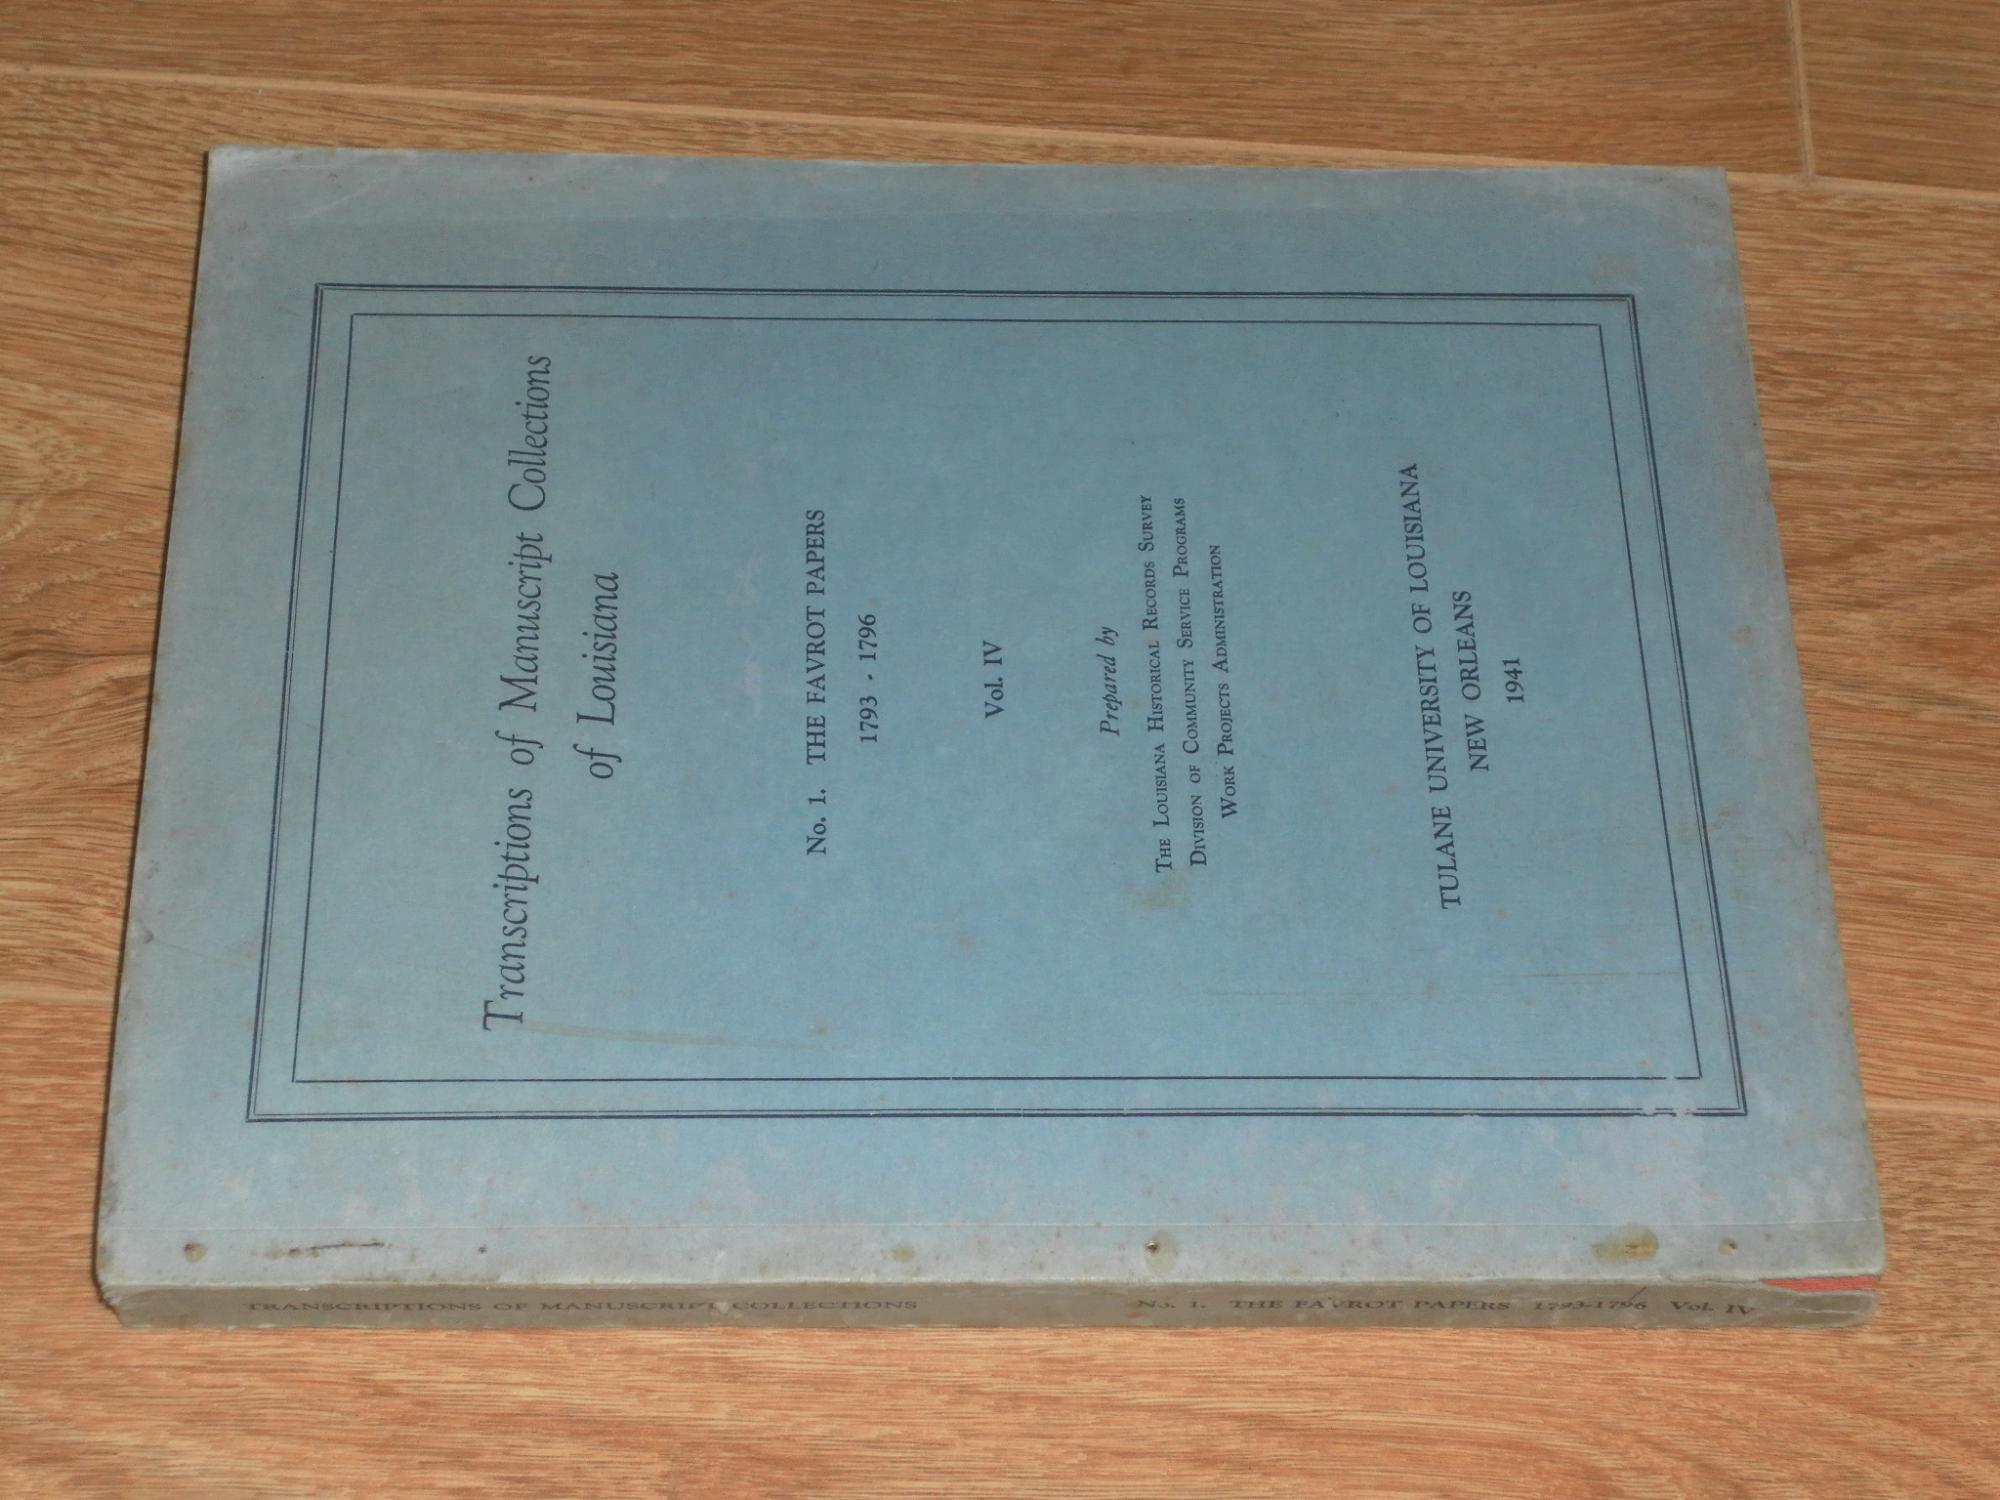 Transcriptions of Manuscript Collections
of Louisiana
No. 1. THE FAVROT PAPERS
1793 - 1796
Vol. IV
Prepared by
THE LOUISIANA HISTORICAL RECORDS SURVEY
DIVISION OF COMMUNITY SERVICE PROGRAMS
WORK PROJECTS ADMINISTRATION
TULANE UNIVERSITY OF LOUISIANA
NEW ORLEANS
1941
TRANSCRIPTIONS OF MANUSCRIPT COLLECTIONS
No. 1. THE FAVROT PAPERS 1793-1796 Vol. IV